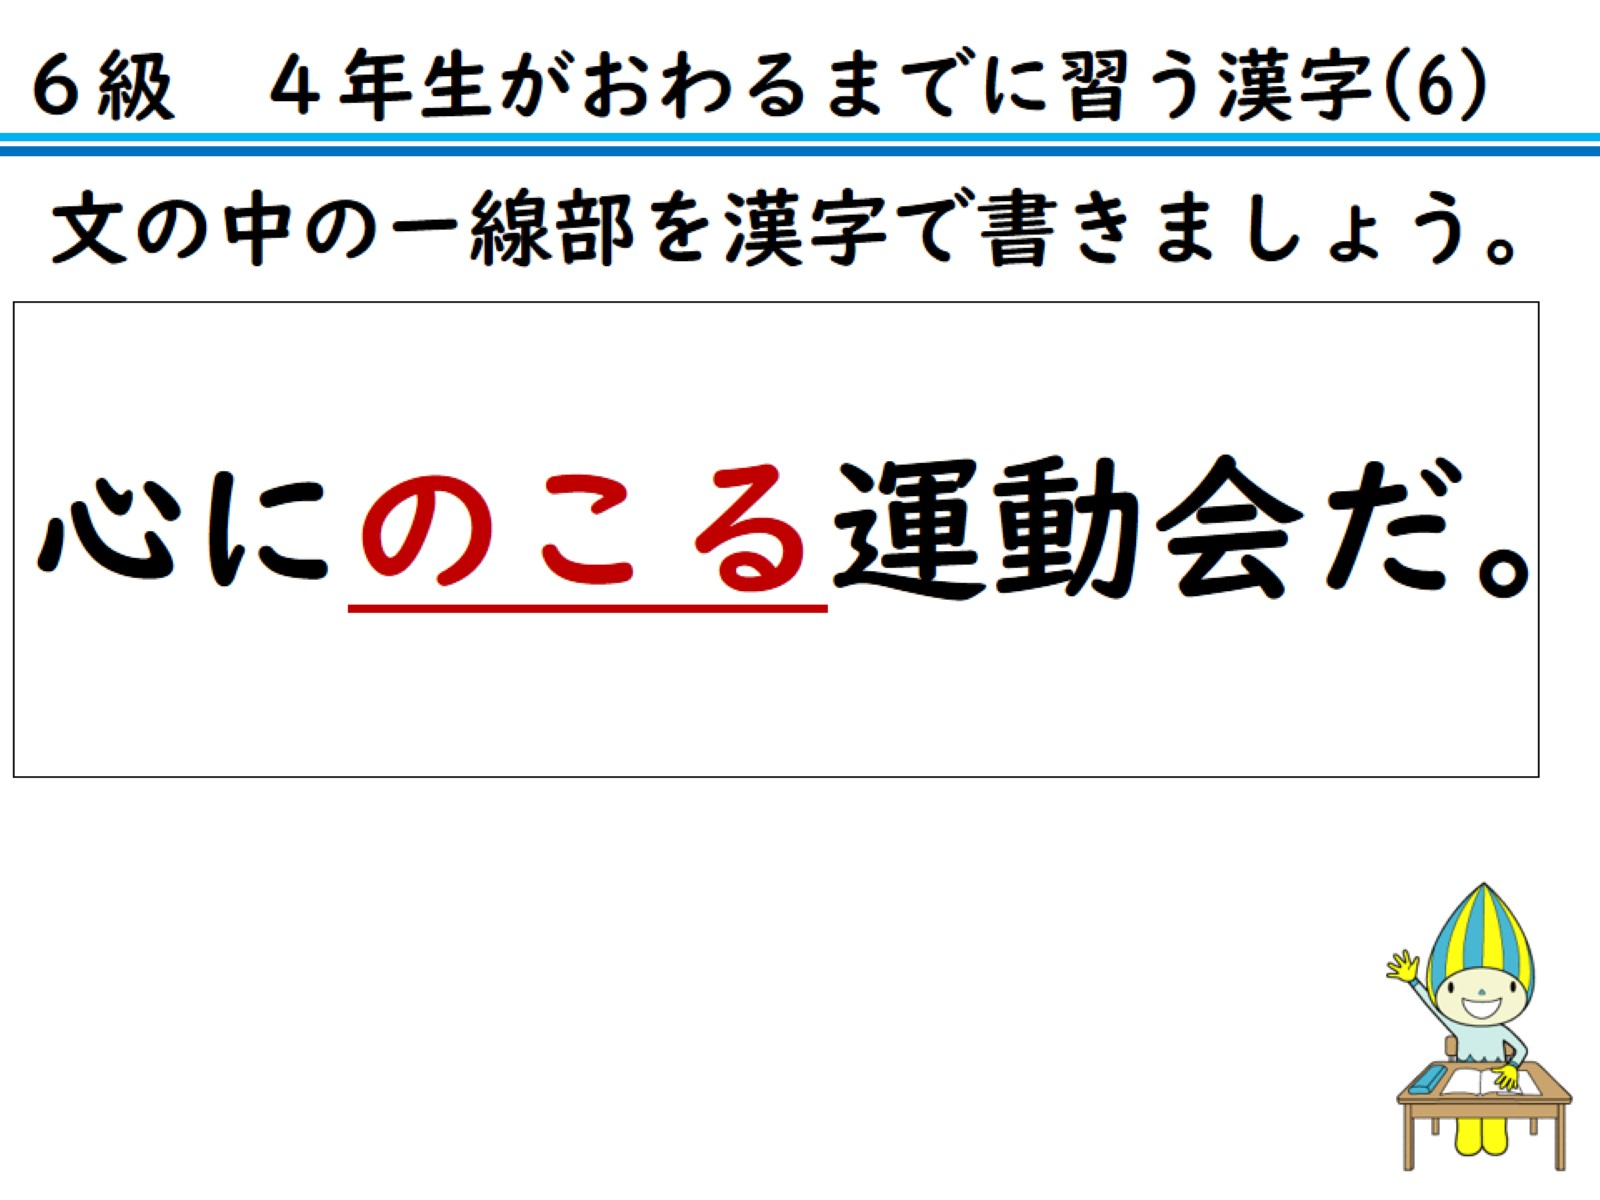 ６級　４年生がおわるまでに習う漢字(6)
文の中の―線部を漢字で書きましょう。
心にのこる運動会だ。